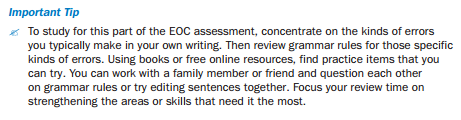 Important Tip
To study for this part of the EOC assessment, concentrate on the kinds of errors
you typically make in your own writing. Then review grammar rules for those specific
kinds of errors. Using books or free online resources, find practice items that you
can try. You can work with a family member or friend and question each other
on grammar rules or try editing sentences together. Focus your review time on
strengthening the areas or skills that need it the most.